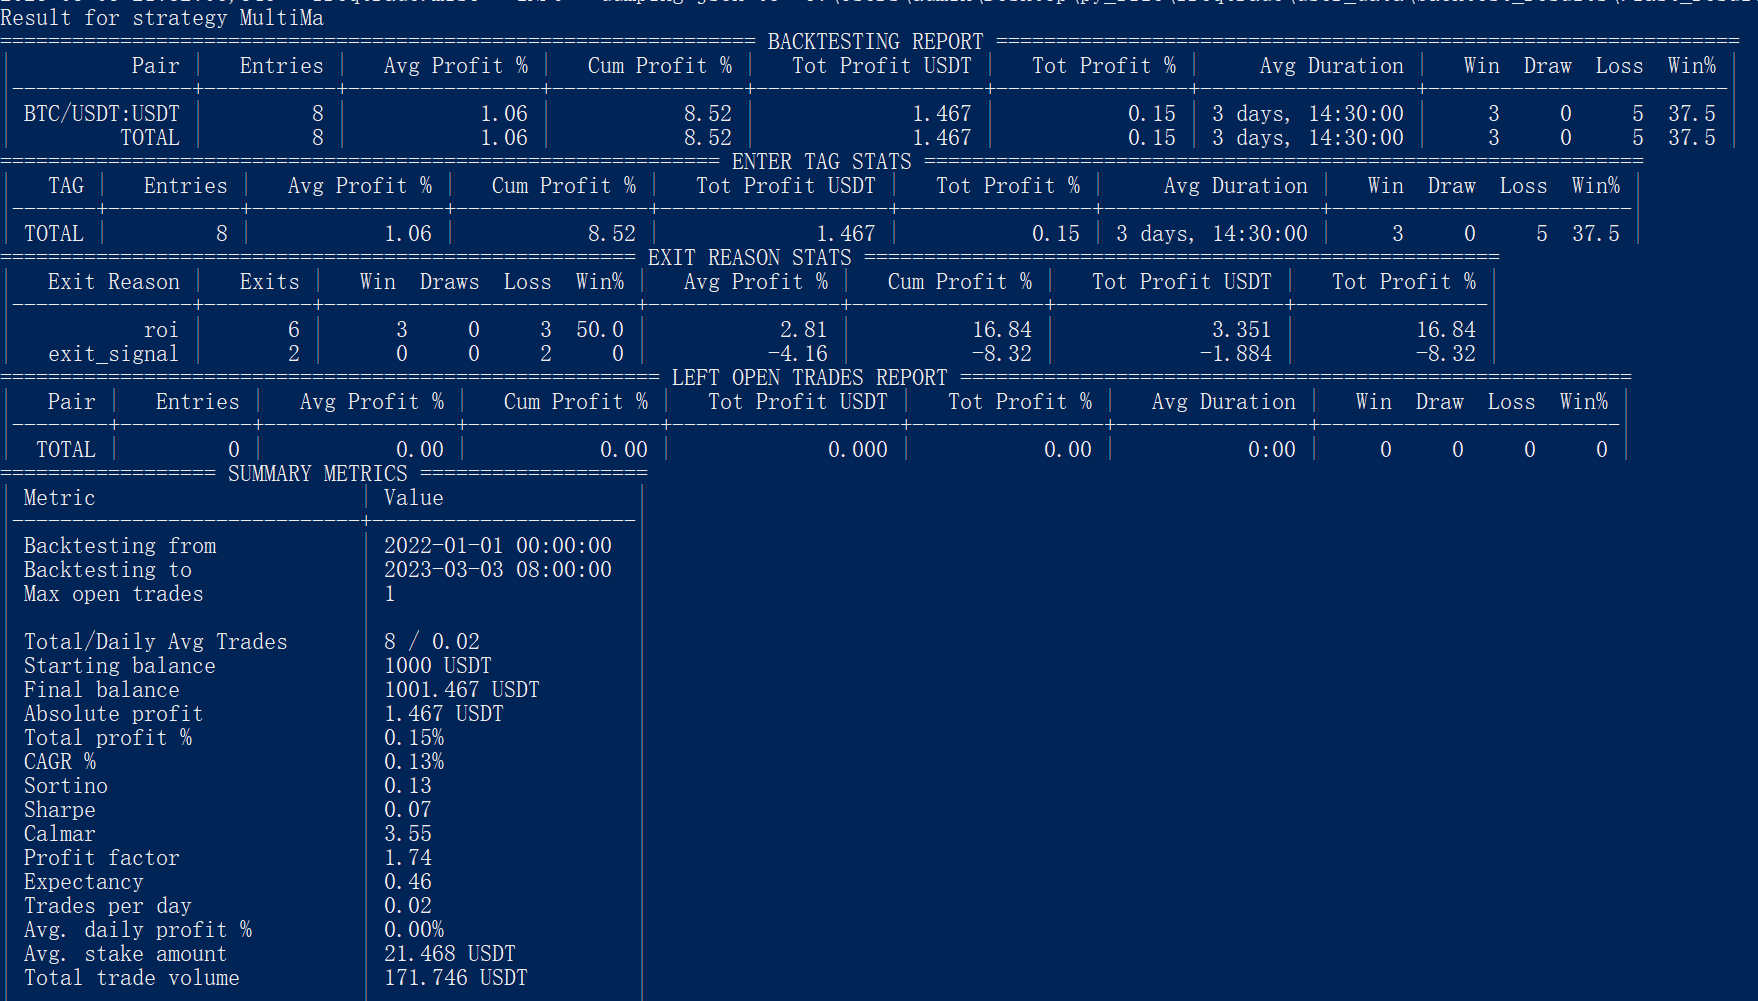 Result for strategy MultiMa
=============================================================== BACKTESTING REPORT ==============================================================
| Pair | Entries | Avg Profit % | Cum Profit % | Tot Profit USDT | Tot Profit % | Avg Duration | Win Draw Loss Win% |
| BTC/USDT:USDT | 8 | 1.06 | 8.52 | 1.467 | 0.15 | 3 days, 14:30:00 | 3 0 5 37.5 |
| TOTAL | 8 | 1.06 | 8.52 | 1.467 | 0.15 | 3 days, 14:30:00 | 3 0 5 37.5 |
============================================================ ENTER TAG STATS ============================================================
| TAG | Entries | Avg Profit % | Cum Profit % | Tot Profit USDT | Tot Profit % | Avg Duration | Win Draw Loss Win% |
| TOTAL | 8 | 1.06 | 8.52 | 1.467 | 0.15 | 3 days, 14:30:00 | 3 0 5 37.5 |
===================================================== EXIT REASON STATS =====================================================
| Exit Reason | Exits | Win Draws Loss Win% | Avg Profit % | Cum Profit % | Tot Profit USDT | Tot Profit % |
| roi | 6 | 3 0 3 50.0 | 2.81 | 16.84 | 3.351 | 16.84 |
| exit_signal | 2 | 0 0 2 0 | -4.16 | -8.32 | -1.884 | -8.32 |
======================================================= LEFT OPEN TRADES REPORT ========================================================
| Pair | Entries | Avg Profit % | Cum Profit % | Tot Profit USDT | Tot Profit % | Avg Duration | Win Draw Loss Win% |
| TOTAL | 0 | 0.00 | 0.00 | 0.000 | 0.00 | 0:00 | 0 0 0 0 |
================== SUMMARY METRICS ===================
| Metric | Value |
| Backtesting from | 2022-01-01 00:00:00 |
| Backtesting to | 2023-03-03 08:00:00 |
| Max open trades | 1 |
| Total/Daily Avg Trades | 8 / 0.02 |
| Starting balance | 1000 USDT |
| Final balance | 1001.467 USDT |
| Absolute profit | 1.467 USDT |
| Total profit % | 0.15% |
| CAGR % | 0.13% |
| Sortino | 0.13 |
| Sharpe | 0.07 |
| Calmar | 3.55 |
| Profit factor | 1.74 |
| Expectancy | 0.46 |
| Trades per day | 0.02 |
| Avg. daily profit % | 0.00% |
| Avg. stake amount | 21.468 USDT |
| Total trade volume | 171.746 USDT |